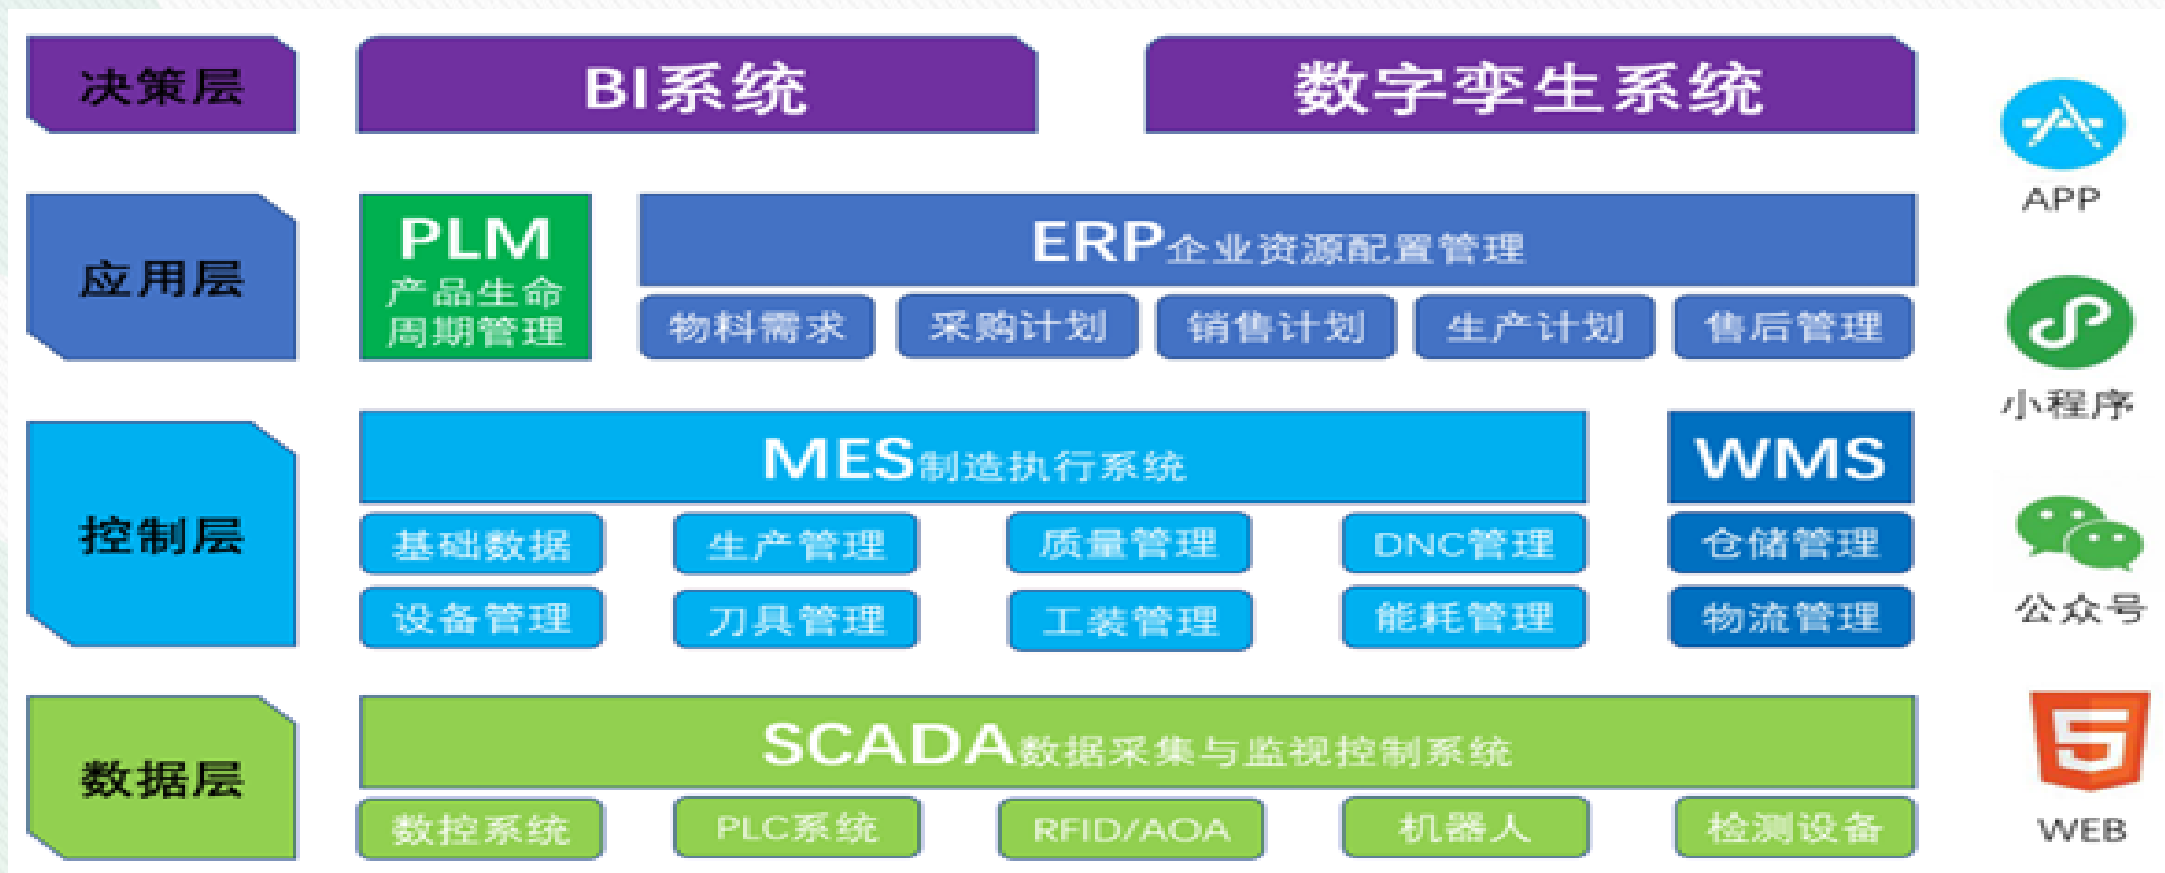 决策层
BI系统
数字孪生系统
APP
应用层
PLM
产品生命
周期管理
ERP企业资源配置管理
物料需求
采购计划
销售计划
生产计划
售后管理
小程序
控制层
MES制造执行系统
WMS
基础数据
生产管理
质量管理
DNC管理
仓储管理
设备管理
刀具管理
工装管理
能耗管理
物流管理
公众号
数据层
SCADA数据采集与监视控制系统
数控系统
PLC系统
RFID/AOA
机器人
检测设备
5
WEB